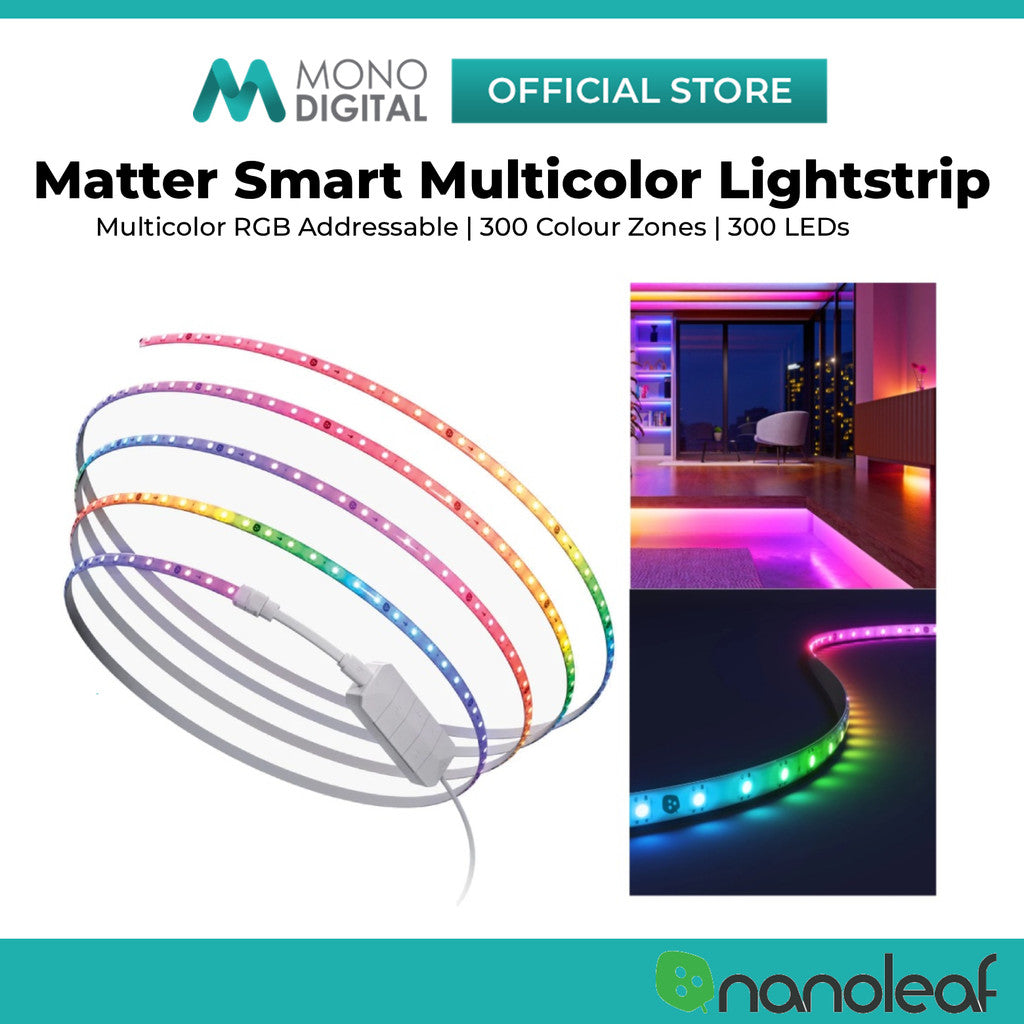 MONO
DIGITAL
OFFICIAL STORE
Matter Smart Multicolor Lightstrip
Multicolor RGB Addressable | 300 Colour Zones | 300 LEDs
nanoleaf